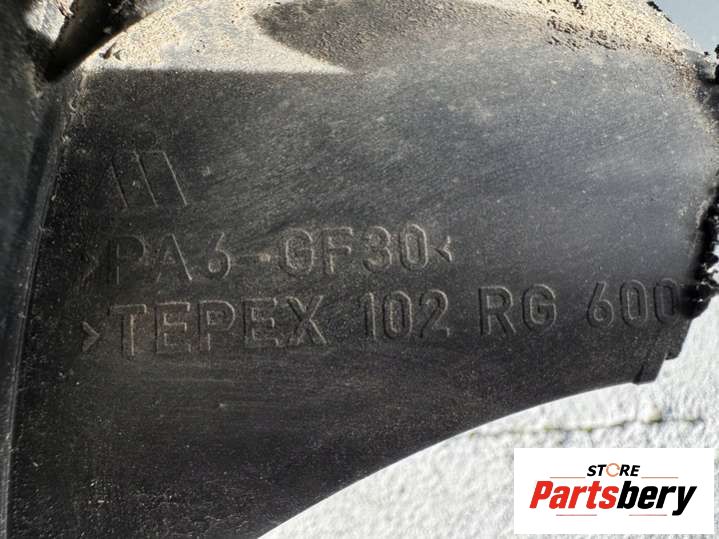 >PA6-GF30<
>TEPEX 102 RG 600
STORE
Partsbery